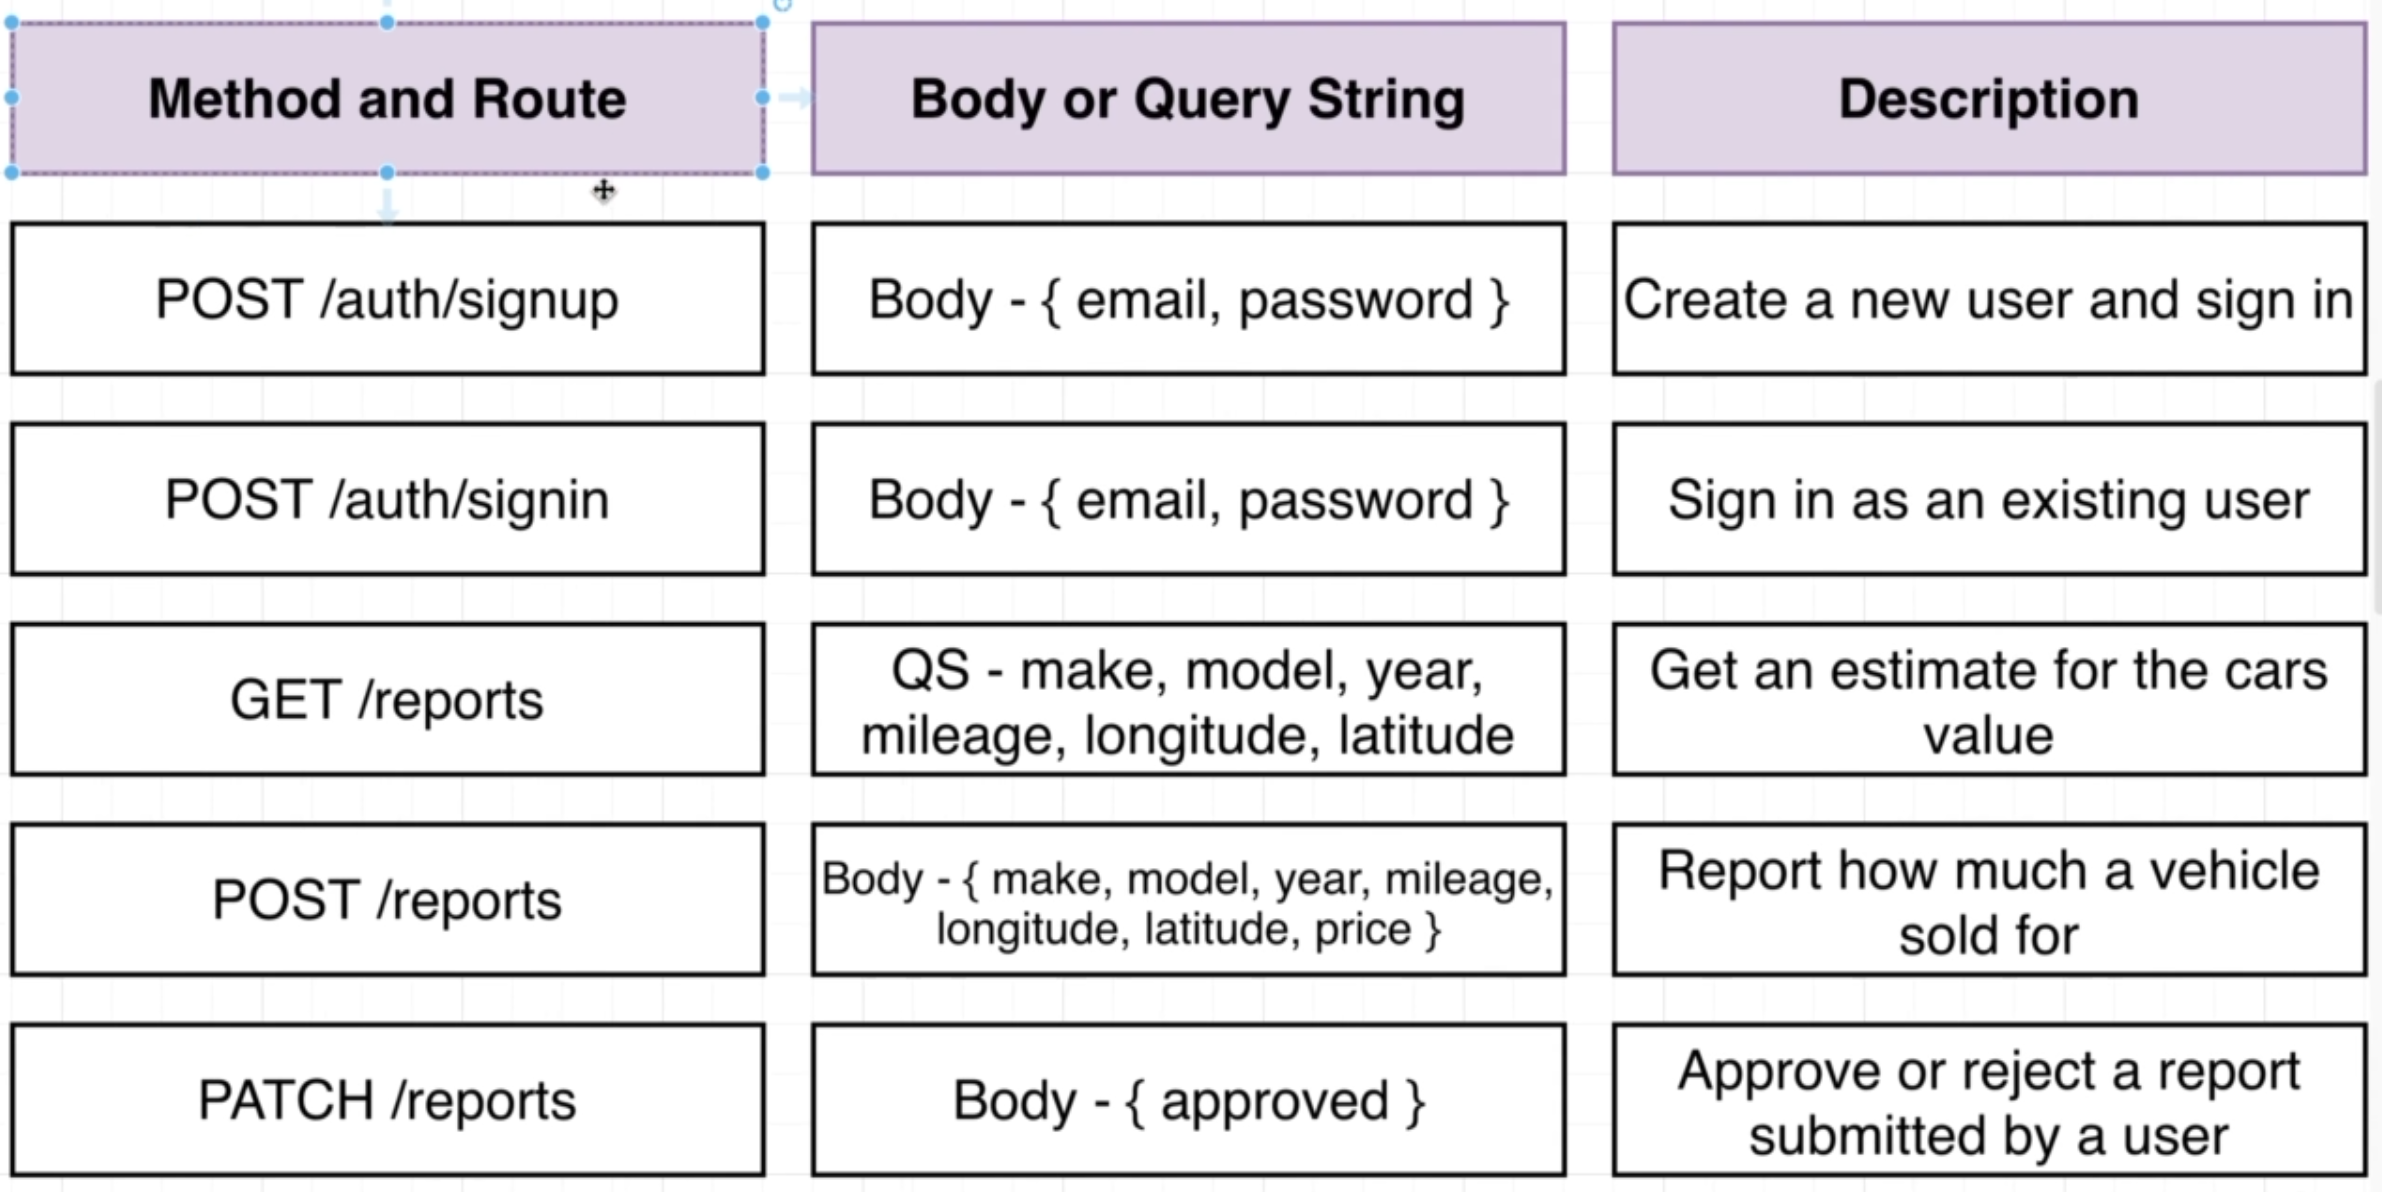 Method and Route
Body or Query String
Description
POST /auth/signup
Body - { email, password }
Create a new user and sign in
POST /auth/signin
Body - { email, password }
Sign in as an existing user
GET /reports
QS - make, model, year,
mileage, longitude, latitude
Get an estimate for the cars
value
POST /reports
Body - { make, model, year, mileage,
longitude, latitude, price }
Report how much a vehicle
sold for
PATCH /reports
Body - { approved }
Approve or reject a report
submitted by a user